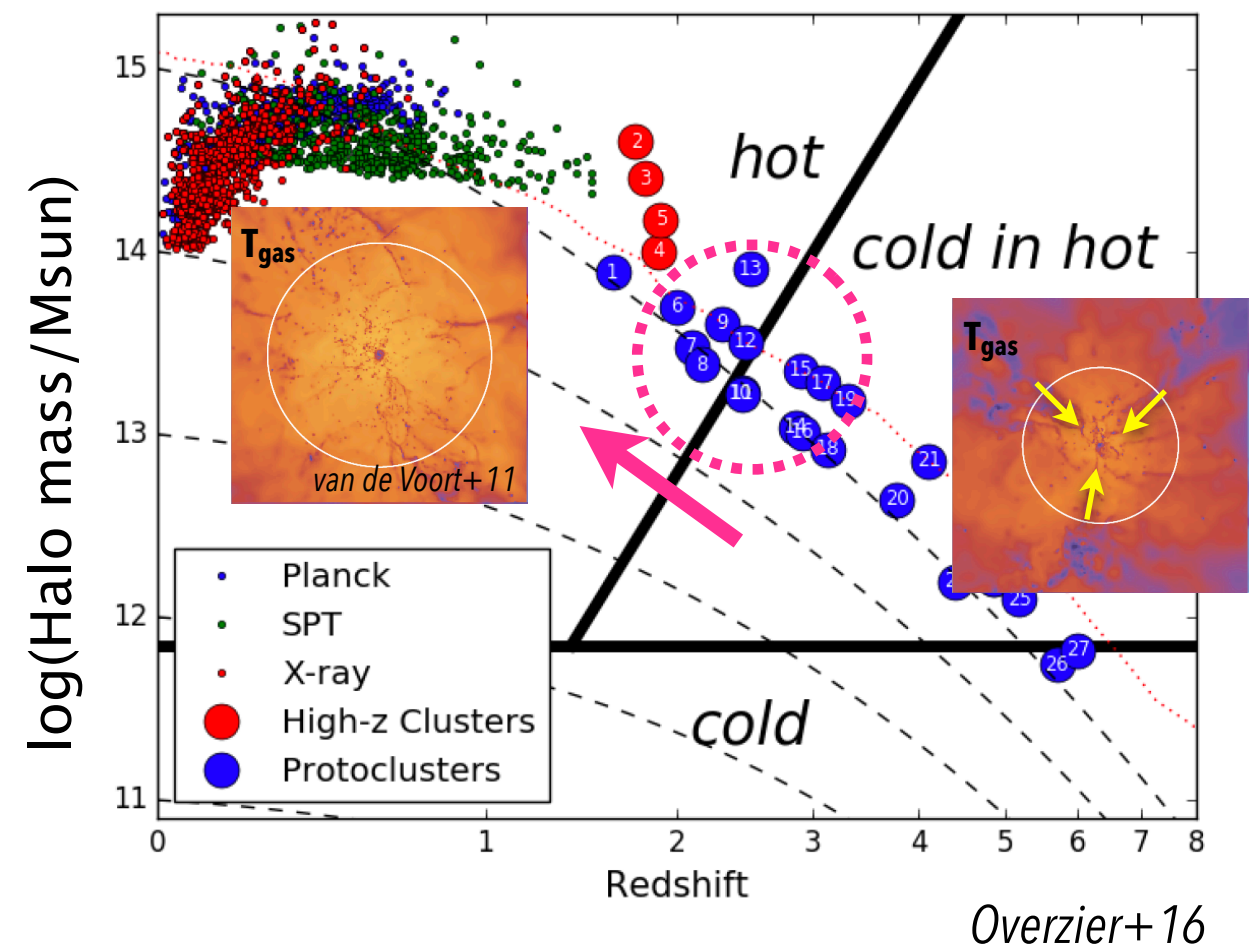 log(Halo mass/Msun)
15
14
13
12
11
hot
cold in hot
cold
2
3
5
4
1
13
6
9
12
7
8
15
17
19
14
16
18
21
20
25
27
26
Tgas
van de Voort+11
Tgas
Planck
SPT
X-ray
High-z Clusters
Protoclusters
0 1 2 3 4 5 6 7 8
Redshift
Overzier+16